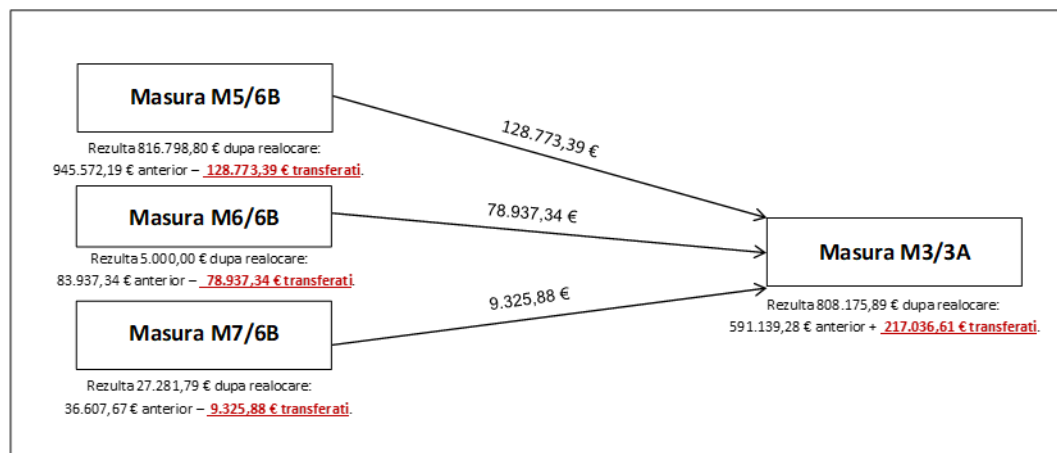 Masura M5/6B
Rezulta 816.798,80 € dupa realocare:
945.572,19 € anterior – 128.773,39 € transferati.
128.773,39 €
Masura M6/6B
Rezulta 5.000,00 € dupa realocare:
83.937,34 € anterior – 78.937,34 € transferati.
78.937,34 €
Masura M7/6B
Rezulta 27.281,79 € dupa realocare:
36.607,67 € anterior – 9.325,88 € transferati.
9.325,88 €
Masura M3/3A
Rezulta 808.175,89 € dupa realocare:
591.139,28 € anterior + 217.036,61 € transferati.